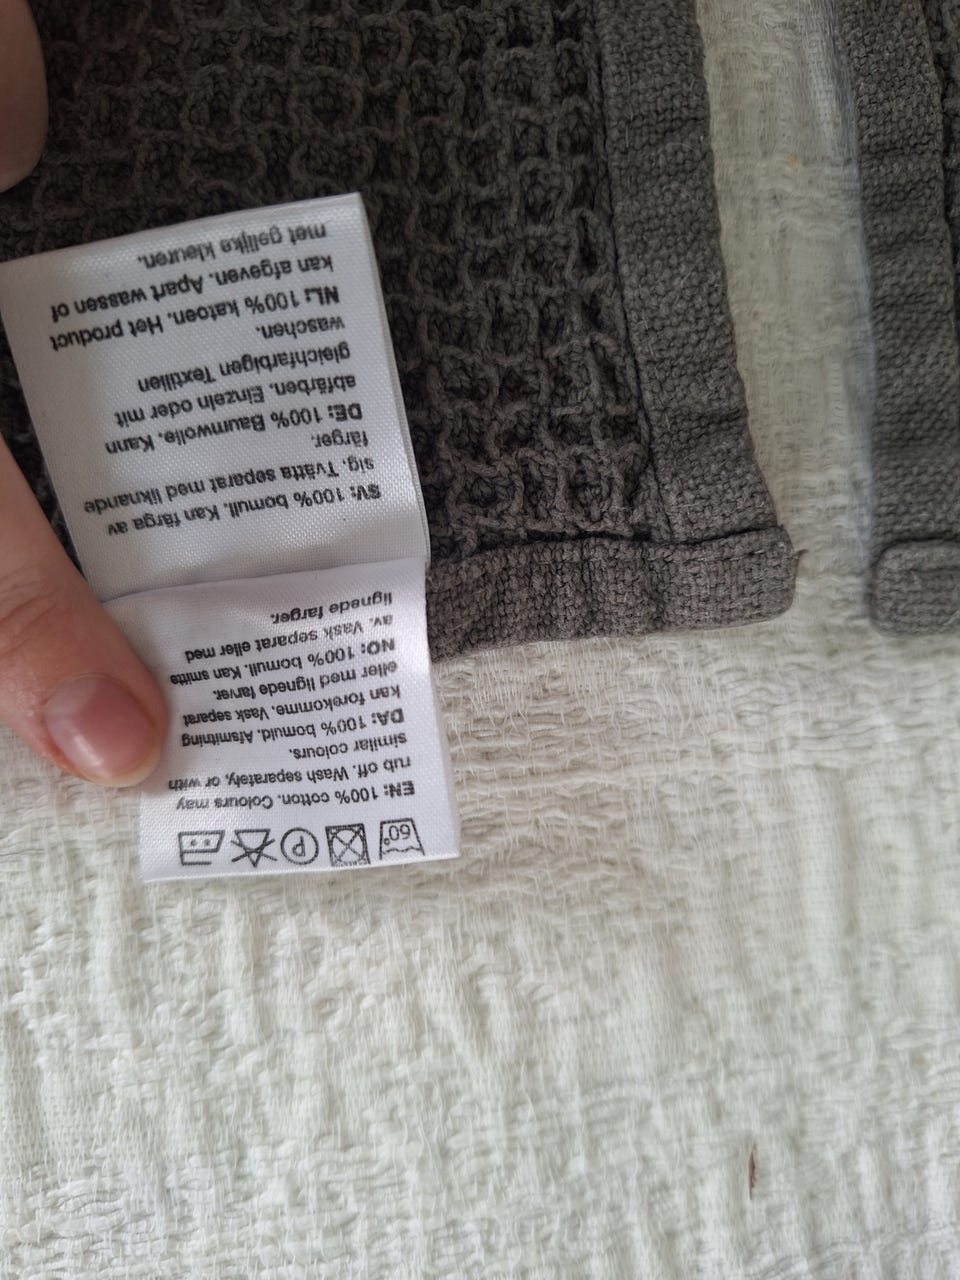 60°
P
EN: 100% cotton. Colours may
rub off. Wash separately, or with
similar colours.
DA: 100% bomuld. Afsmitning
kan forekomme. Vask separat
eller med lignede farver.
NO: 100% bomull. Kan smitte
av. Vask separat eller med
lignede farger.
SV: 100% bomull. Kan färga av
sig. Tvätta separat med liknande
färger.
DE: 100% Baumwolle. Kann
abfärben. Einzeln oder mit
gleichfarbigen Textilien
waschen.
NL: 100% katoen. Het product
kan afgeven. Apart wassen of
met gelijke kleuren.